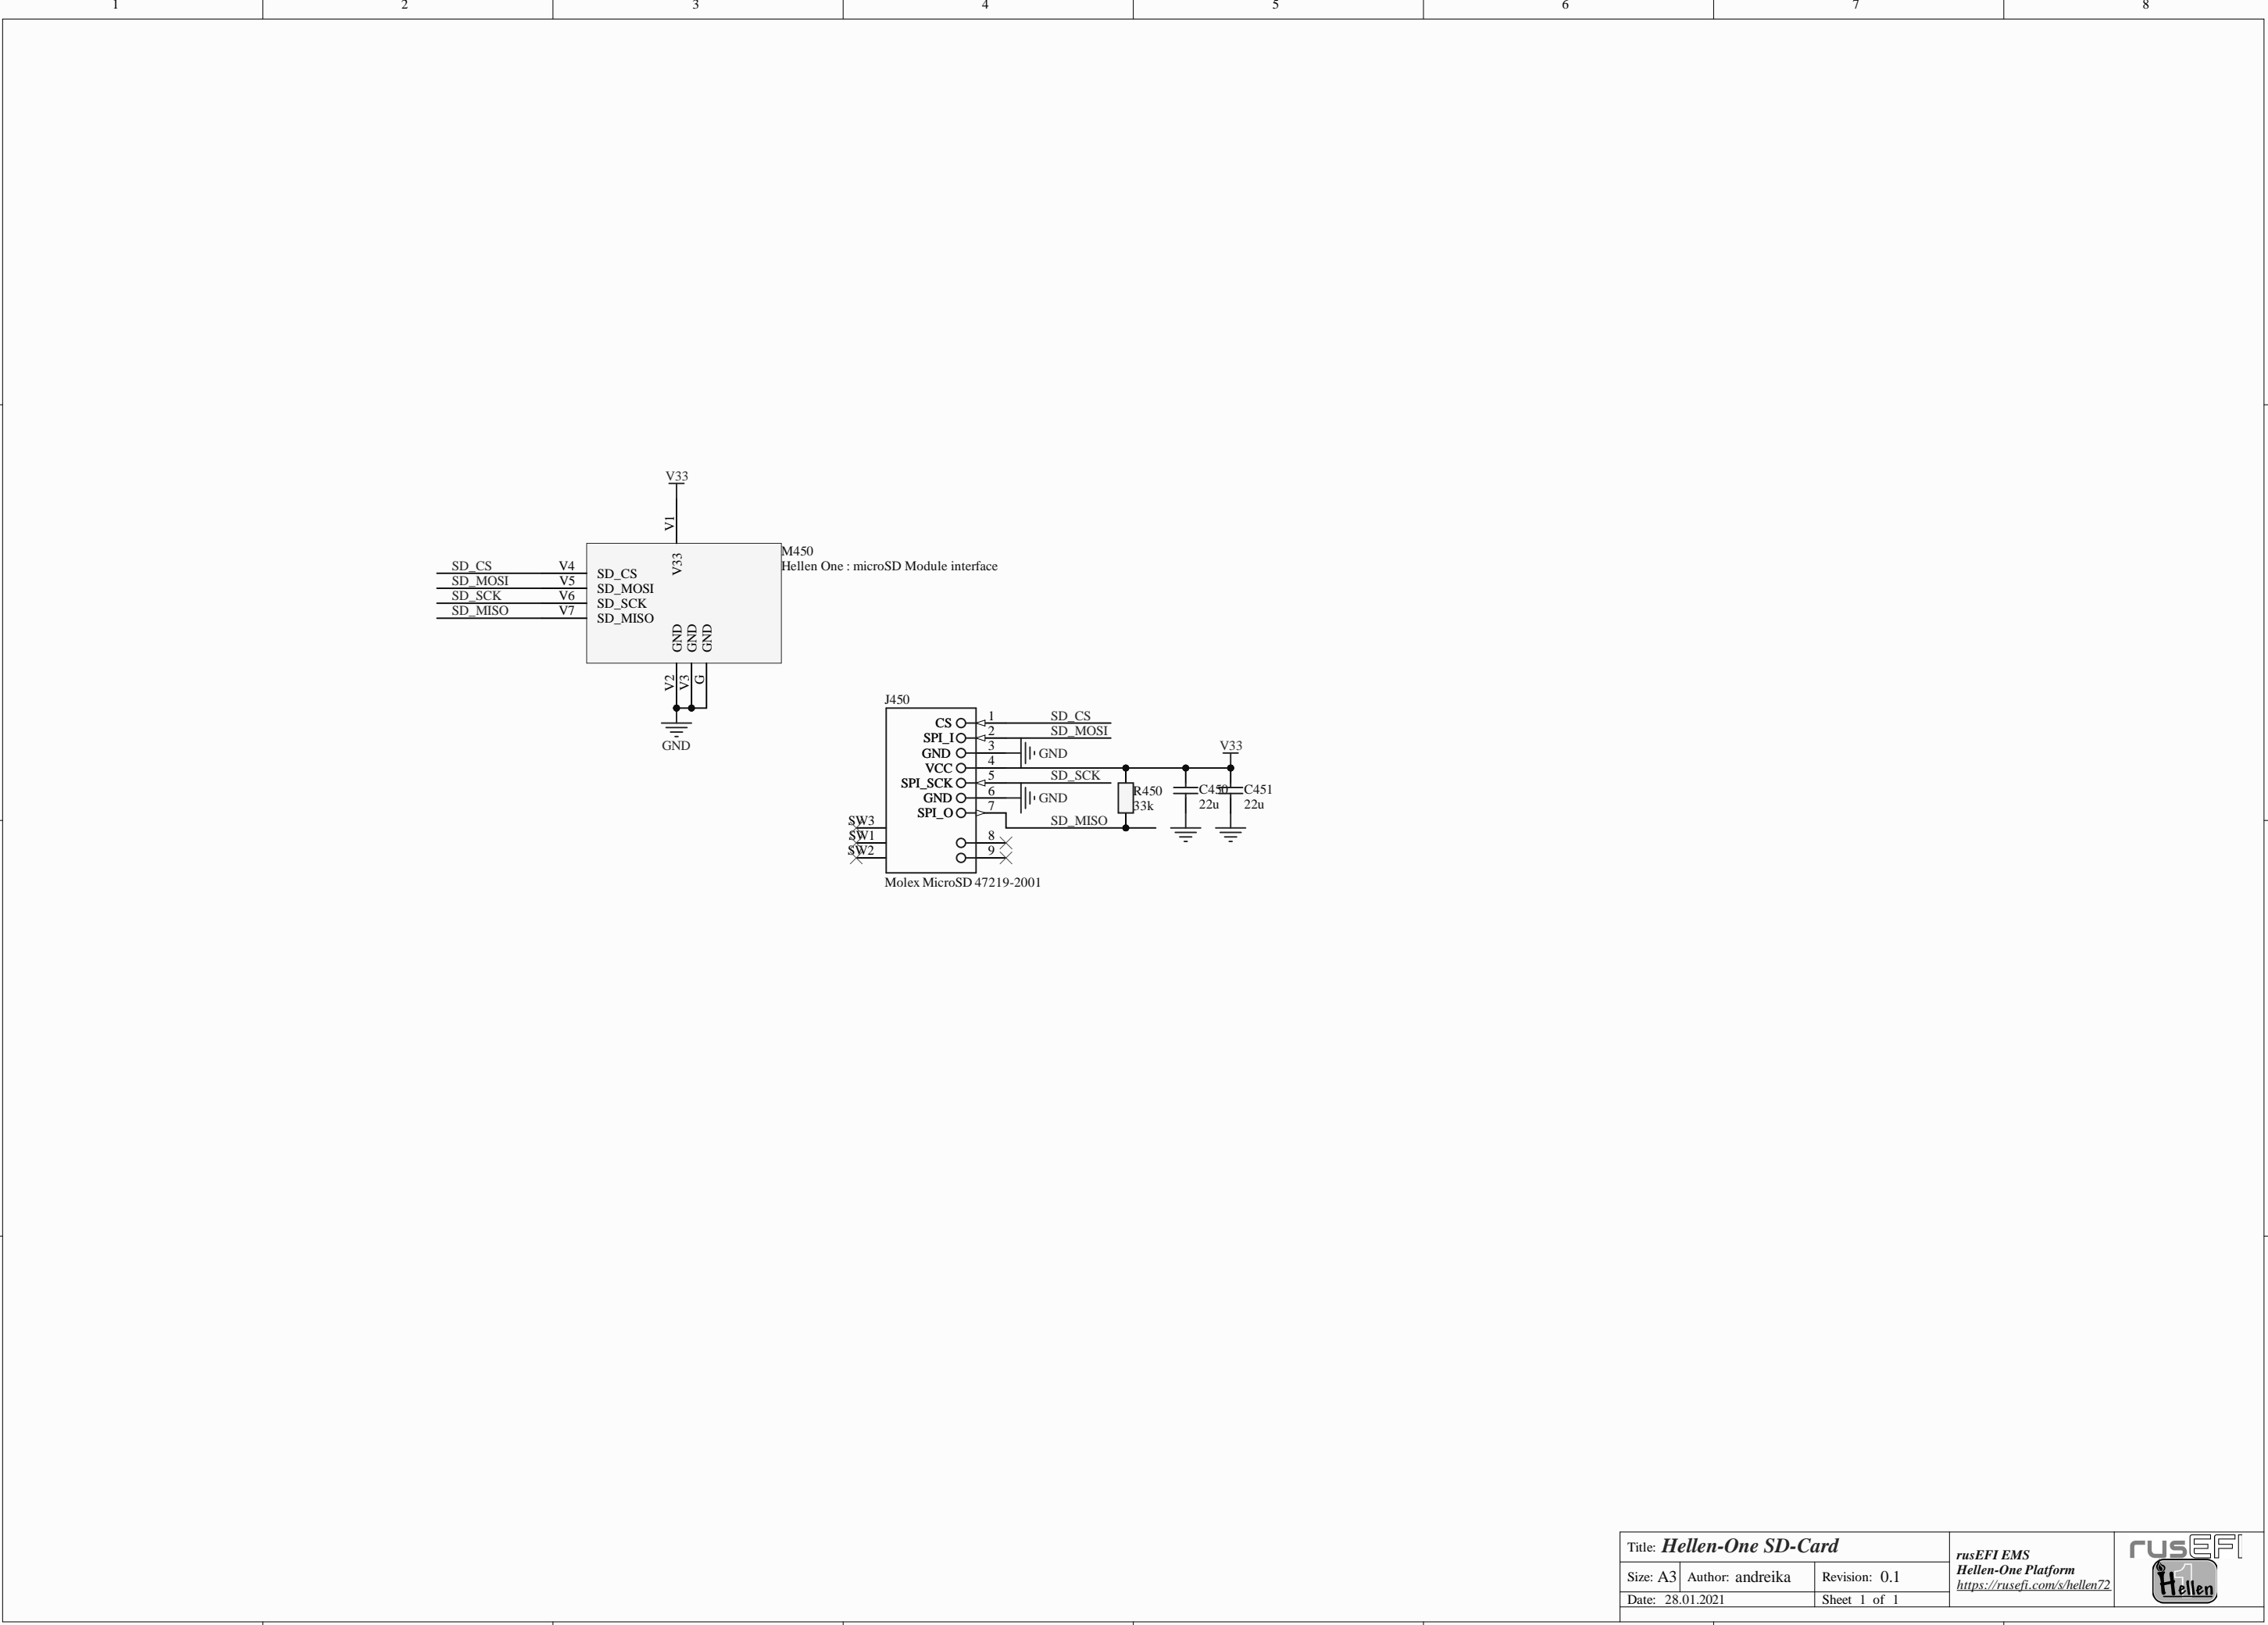 1 2 3 4 5 6 7 8
V33
V1
V33
M450
Hellen One : microSD Module interface
SD_CS V4 SD_CS
SD_MOSI V5 SD_MOSI
SD_SCK V6 SD_SCK
SD_MISO V7 SD_MISO
GND GND GND
V2 V3 G
GND
J450
CS 1 SD_CS
SPI_I 2 SD_MOSI
GND 3 GND
V33
VCC 4
SPI_SCK 5 SD_SCK
GND 6 GND
SPI_O 7
SD_MISO
R450
33k
C450
22u
C451
22u
SW3
SW1 8
SW2 9
Molex MicroSD 47219-2001
Title: Hellen-One SD-Card
Size: A3 Author: andreika Revision: 0.1
Date: 28.01.2021 Sheet 1 of 1
rusEFI EMS
Hellen-One Platform
https://rusefi.com/s/hellen72
rusEFI
1
Hellen